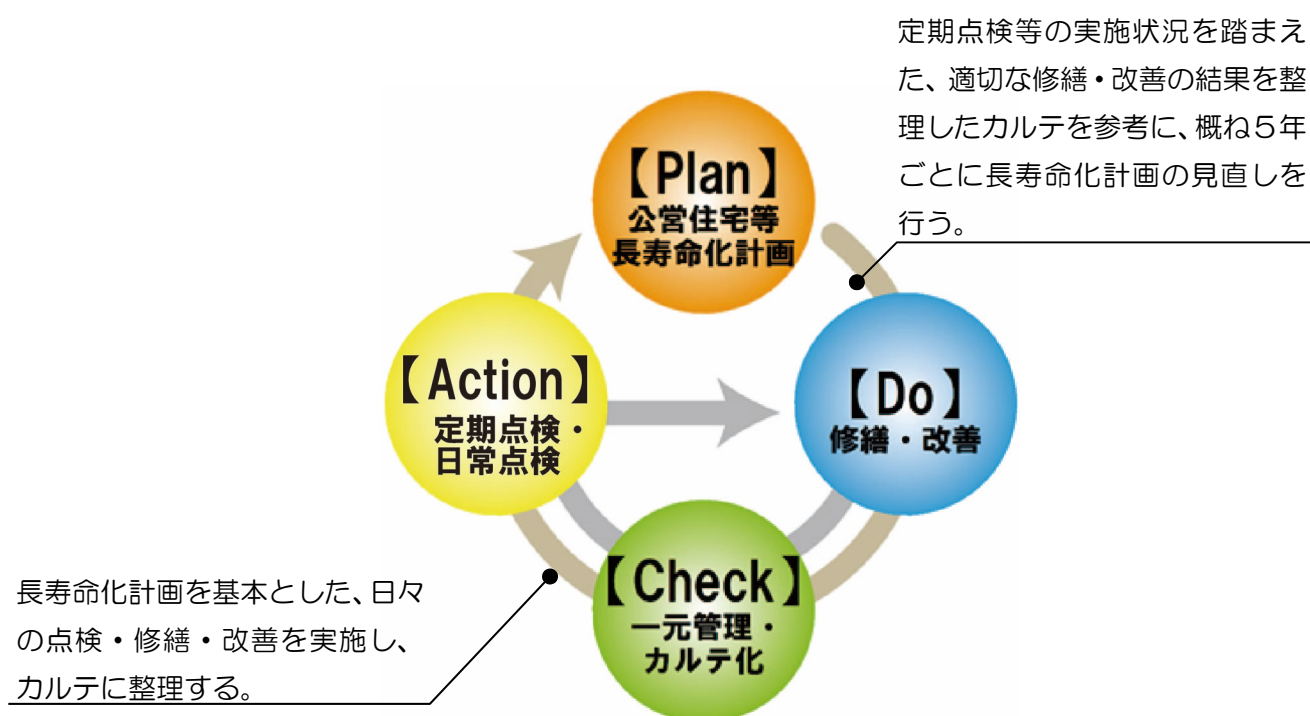 定期点検等の実施状況を踏まえ
た、適切な修繕・改善の結果を整
理したカルテを参考に、概ね５年
ごとに長寿命化計画の見直しを
行う。
【Plan】
公営住宅等
長寿命化計画
【Action】
定期点検・
日常点検
【Do】
修繕・改善
【Check】
一元管理・
カルテ化
長寿命化計画を基本とした、日々
の点検・修繕・改善を実施し、
カルテに整理する。